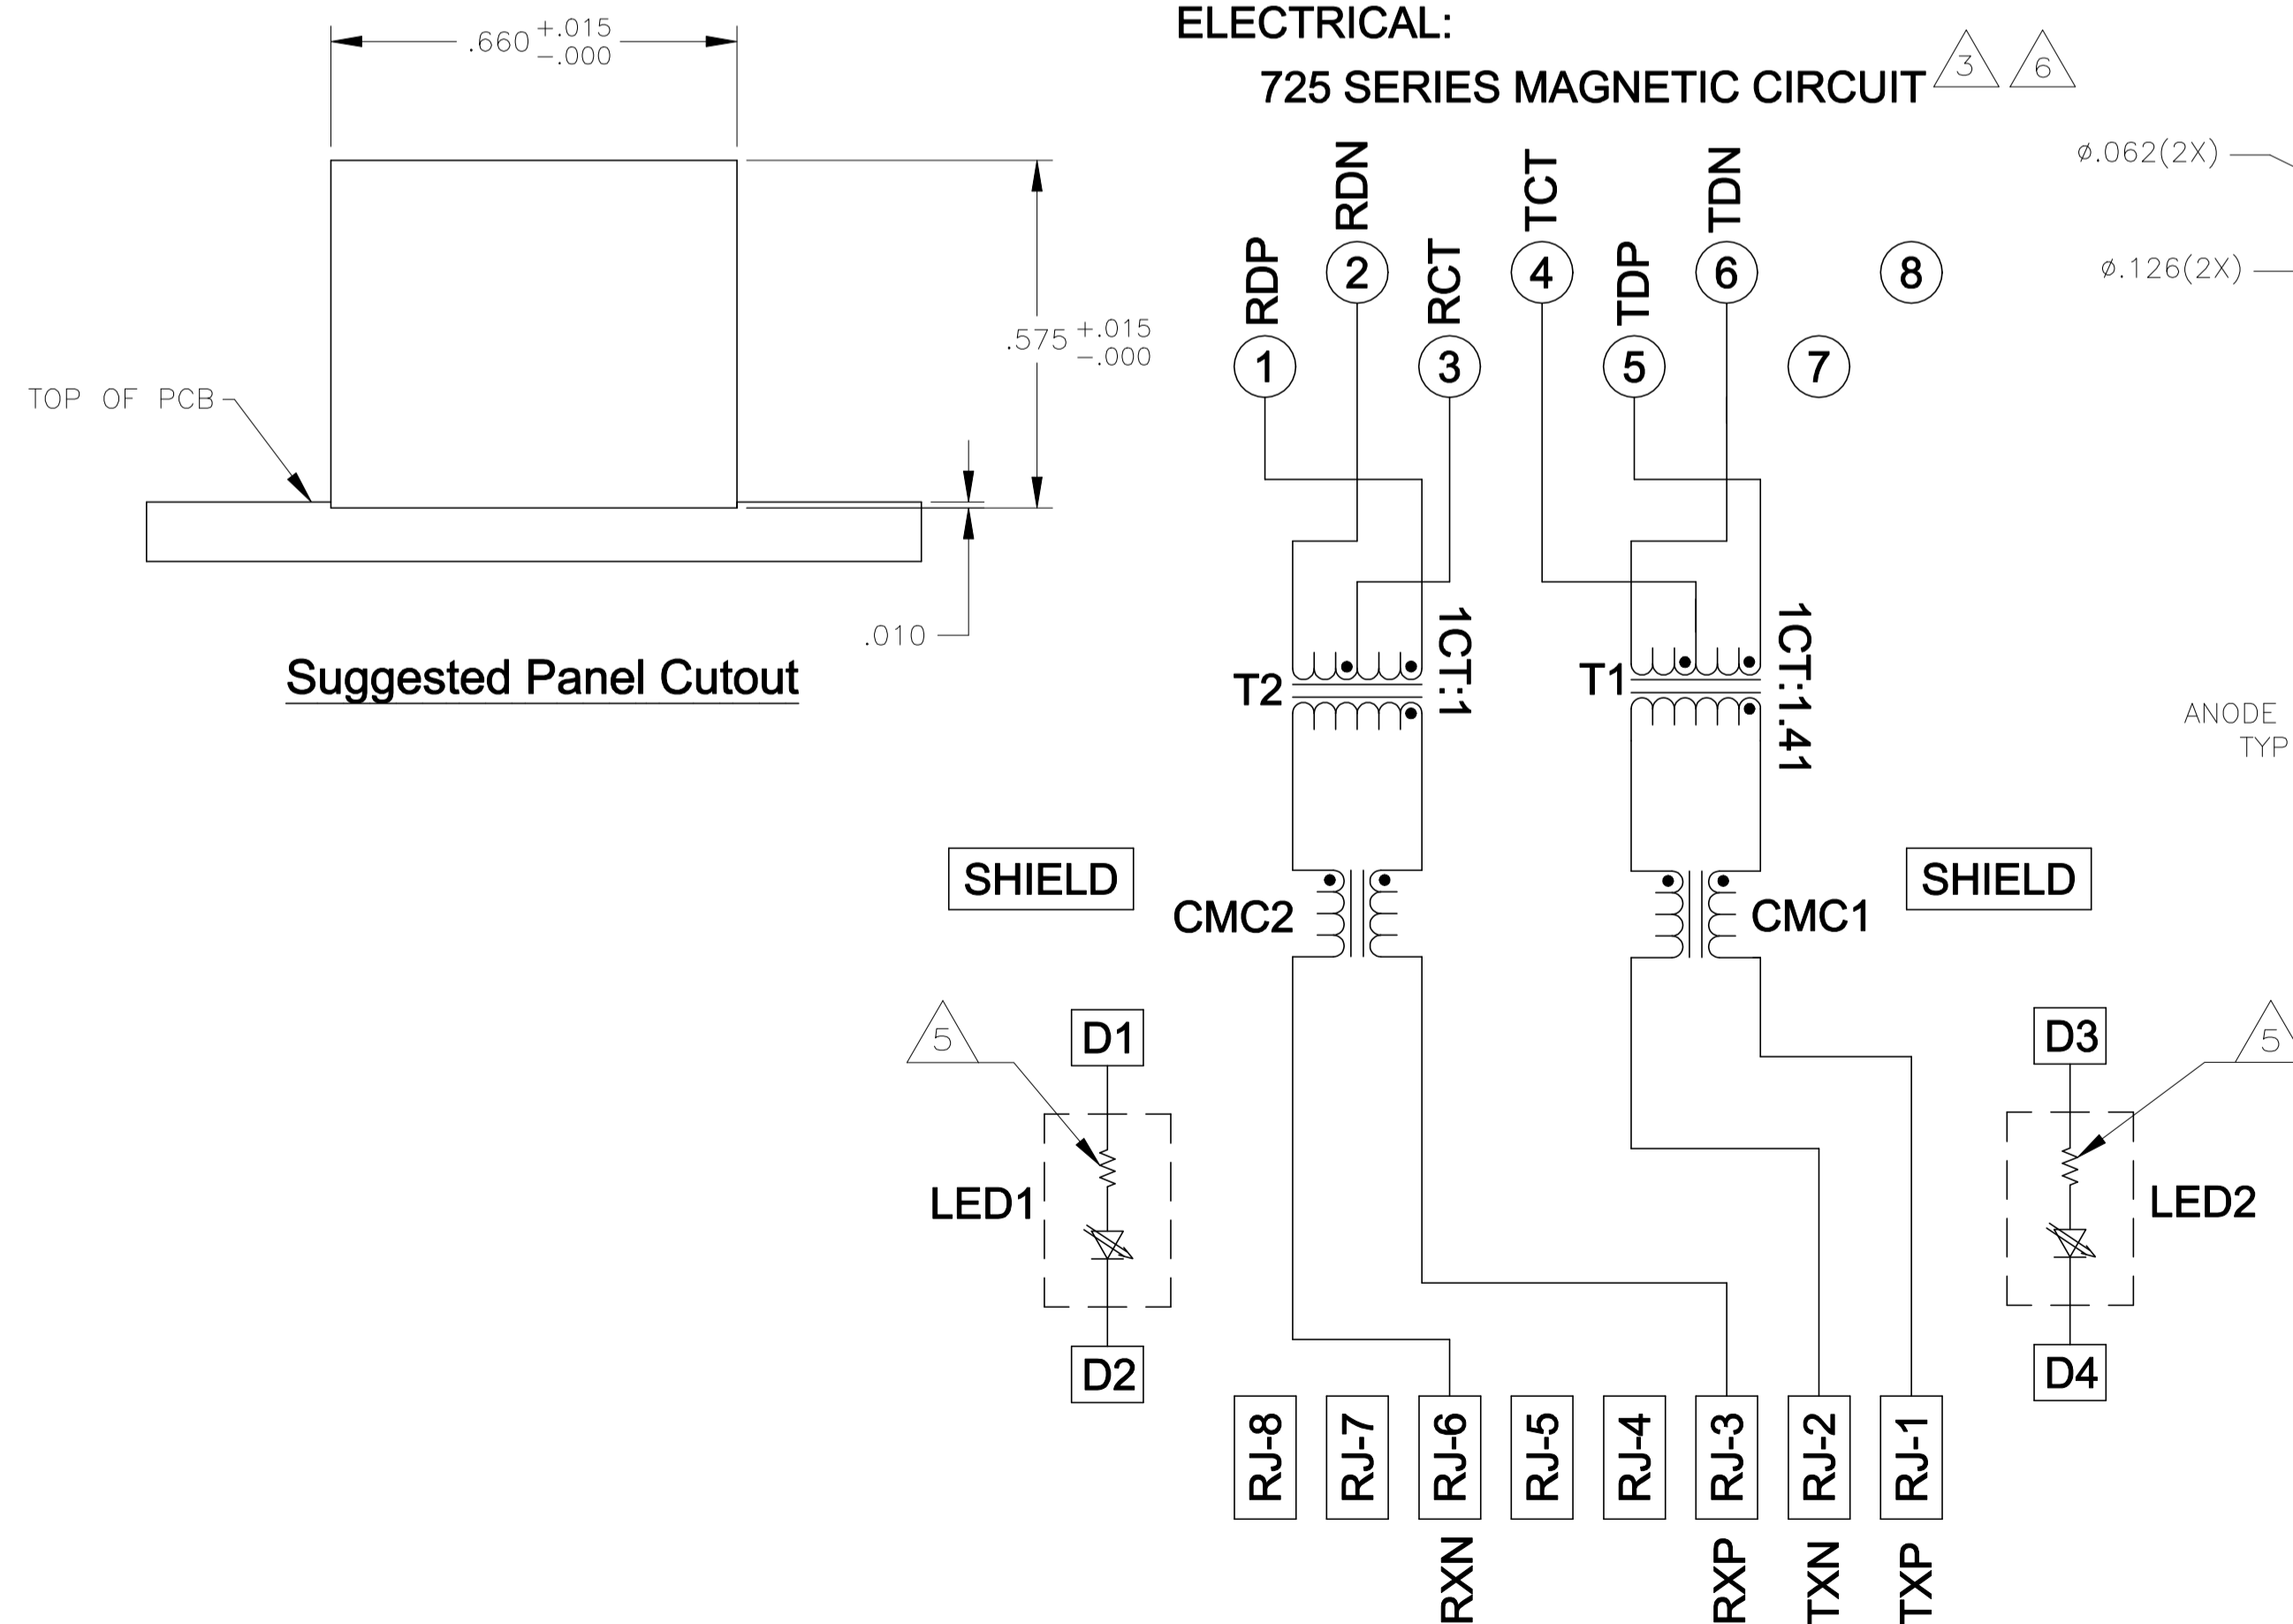 ELECTRICAL:
725 SERIES MAGNETIC CIRCUIT
3
6
.660 +.015
-.000
.575 +.015
-.000
TOP OF PCB
.010
Suggested Panel Cutout
ø.062(2X)
ø.126(2X)
ANODE
TYP
RDP
RDN
RCT
TCT
TDP
TDN
2
4
6
8
1
3
5
7
T2
1CT:1
T1
1CT:1.41
SHIELD
SHIELD
CMC2
CMC1
5
D1
LED1
D2
D3
5
LED2
D4
RJ-8
RJ-7
RJ-6
RJ-5
RJ-4
RJ-3
RJ-2
RJ-1
RXN
RXP
TXN
TXP